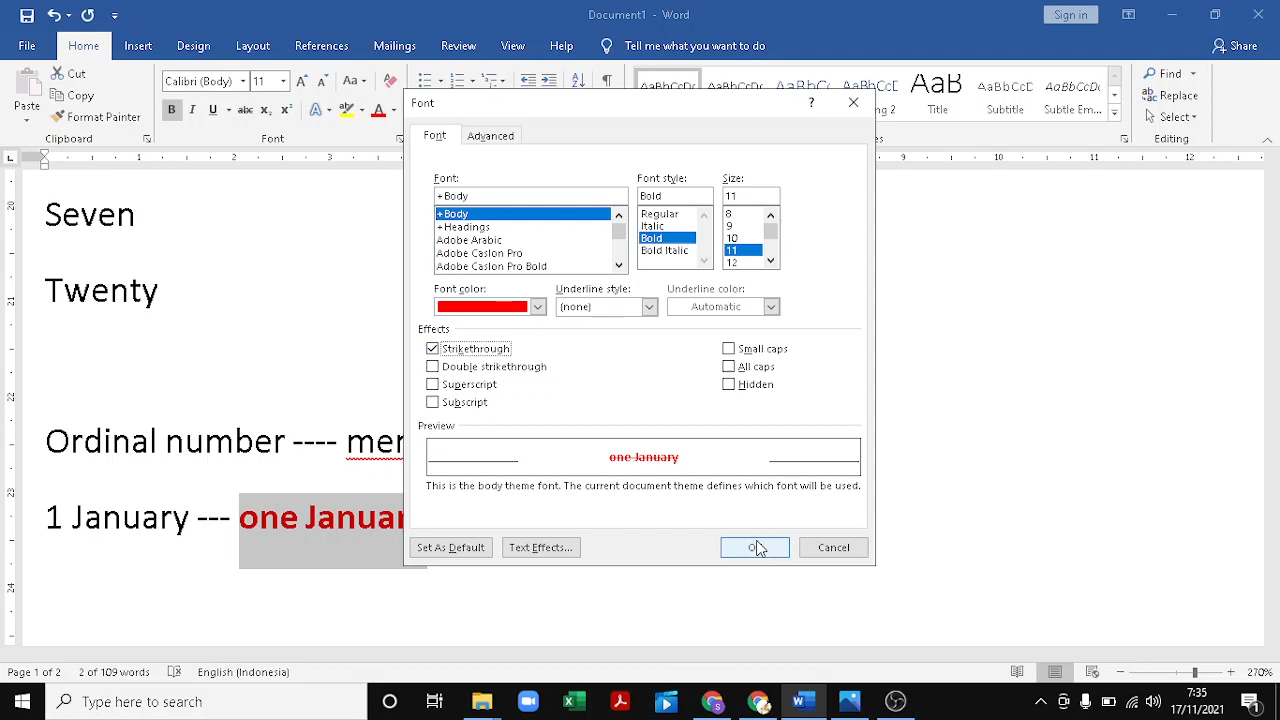 Document1 - Word
Sign in
File Home Insert Design Layout References Mailings Review View Help Tell me what you want to do Share
Paste
Cut
Copy
Format Painter
Clipboard
Calibri (Body) 11
Font
AaBbCcDc AaB AaBbCcD AaBbCcDt
Title Subtitle Subtle Em...
Find
Replace
Select
Editing
Font
Font Advanced
Font: Font style: Size:
+Body Bold 11
+Body Regular 8
+Headings Italic 9
Adobe Arabic Bold 10
Adobe Caslon Pro Bold Italic 11
Adobe Caslon Pro Bold 12
Font color: Underline style: Underline color:
(none) Automatic
Effects
Strikethrough Small caps
Double strikethrough All caps
Superscript Hidden
Subscript
Preview
one January
This is the body theme font. The current document theme defines which font will be used.
Set As Default Text Effects... Cancel
Seven
Twenty
Ordinal number ---- mer
1 January --- one Januar
Page 1 of 2 2 of 109 words English (Indonesia) 270%
Type here to search
7:35
17/11/2021